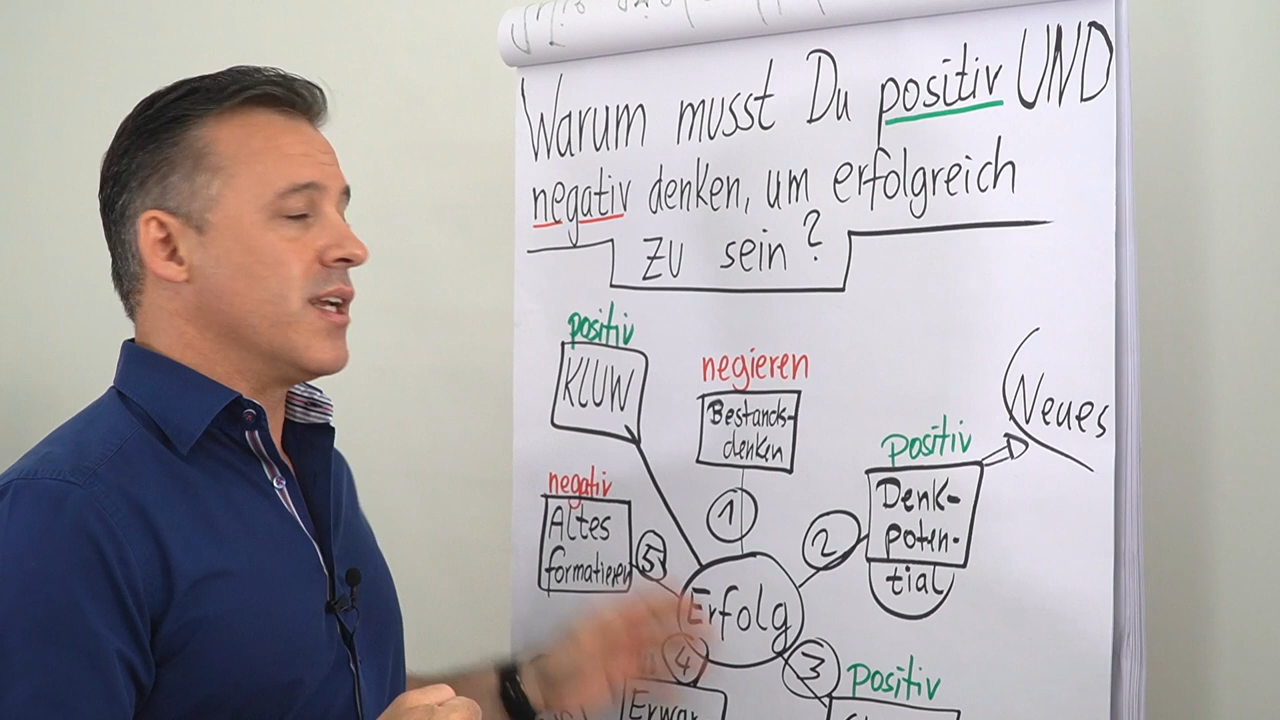 Warum musst Du positiv UND
negativ denken, um erfolgreich
zu sein?
positiv
KLUW
negieren
Bestands-
denken
1
positiv
Denk-
poten-
tial
2
Neues
negativ
Altes
formatieren
5
Erfolg
4
Erwar
3
positiv